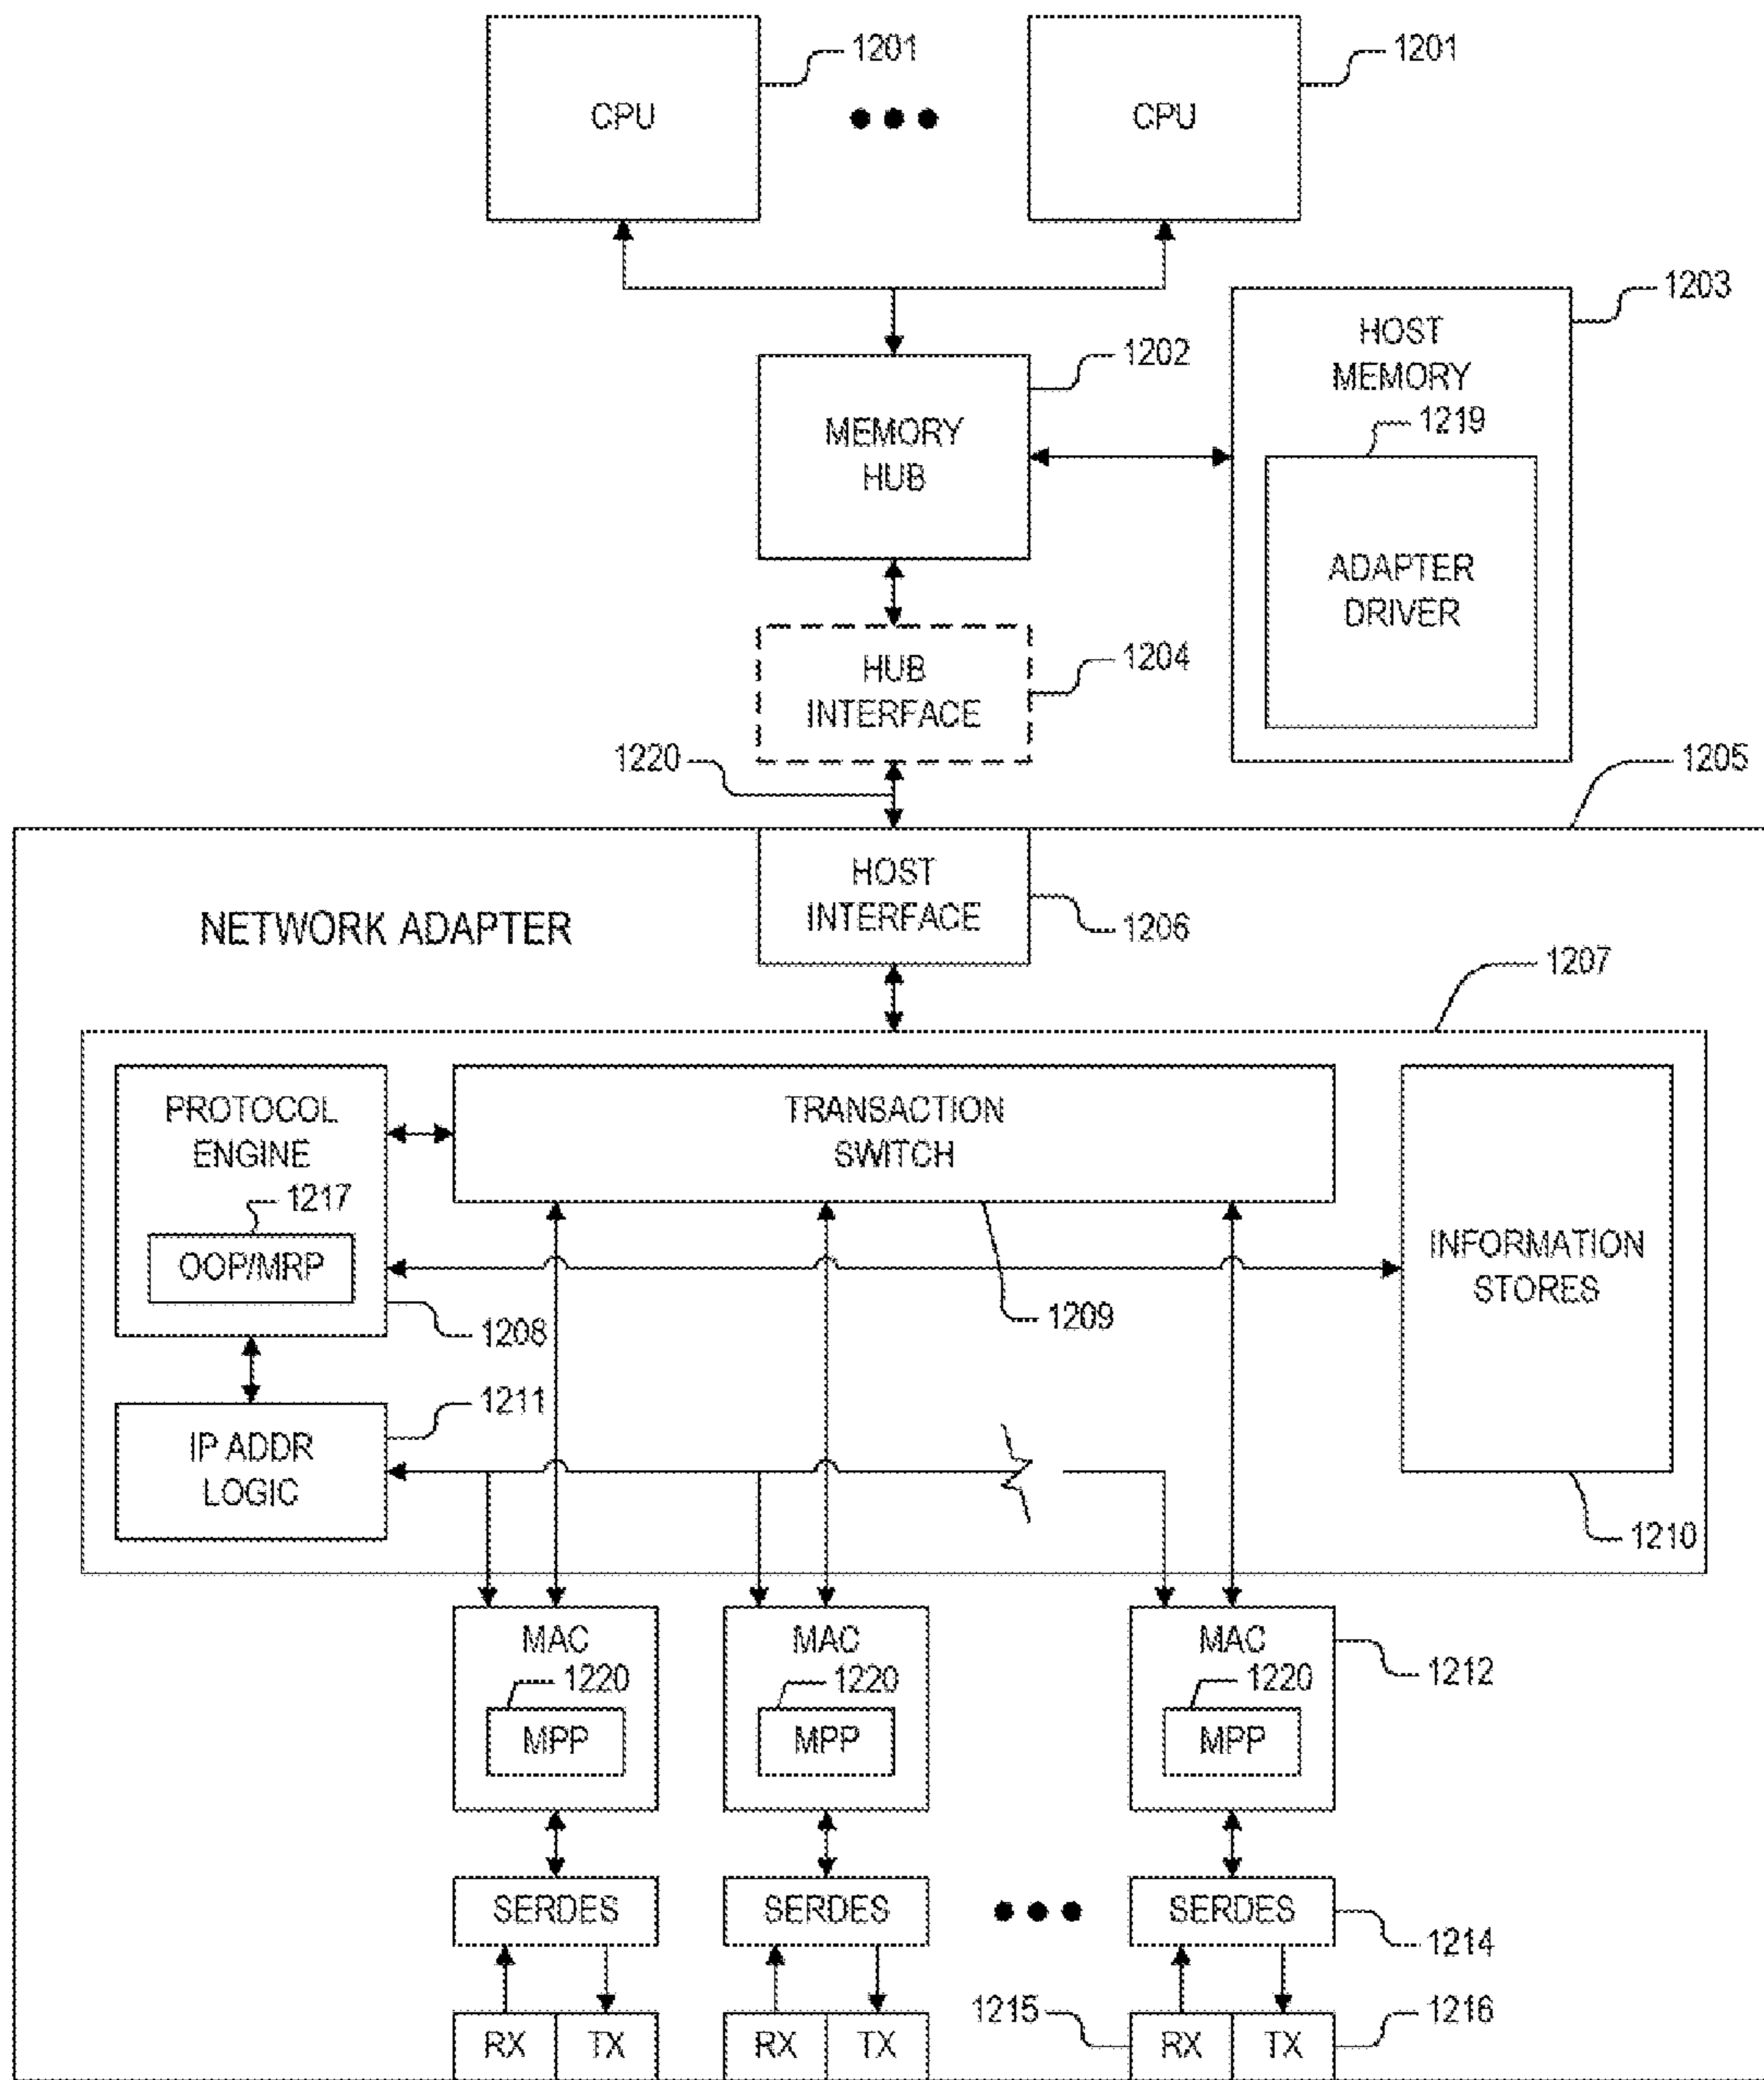 1201
1201
CPU
CPU
1203
1202
HOST
MEMORY
1219
MEMORY
HUB
ADAPTER
DRIVER
HUB
INTERFACE
1204
1220
1205
HOST
INTERFACE
1206
NETWORK ADAPTER
1207
PROTOCOL
ENGINE
TRANSACTION
SWITCH
1217
OOP/MRP
INFORMATION
STORES
1209
1208
1211
IP ADDR
LOGIC
1210
MAC
MAC
MAC
1212
1220
1220
1220
MPP
MPP
MPP
SERDES
SERDES
SERDES
1214
1215
1216
RX
TX
RX
TX
RX
TX